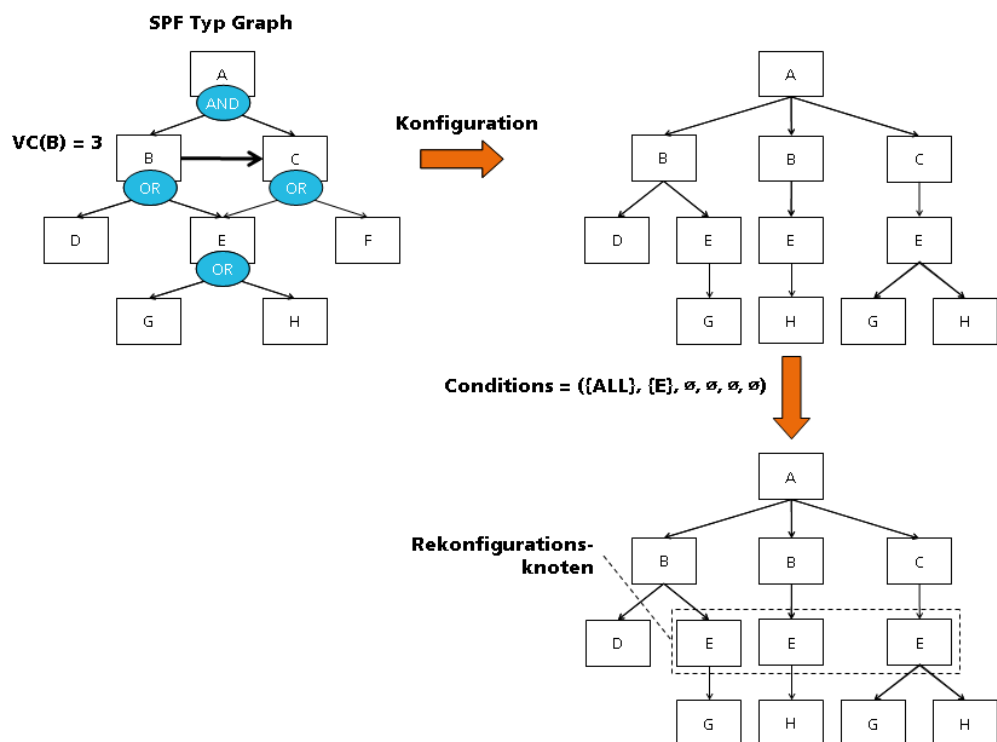 SPF Typ Graph
A
AND
VC(B) = 3
B
C
OR
OR
D
E
F
OR
G
H
Konfiguration
A
B
B
C
D
E
E
E
G
H
G
H
Conditions = ({ALL}, {E}, ø, ø, ø, ø)
A
Rekonfigurations-
knoten
B
B
C
D
E
E
E
G
H
G
H